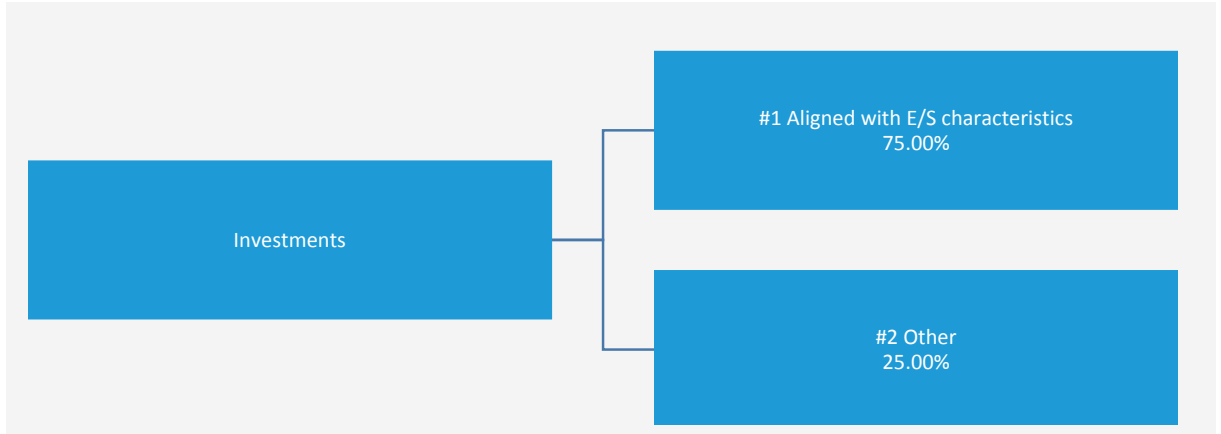 Investments
#1 Aligned with E/S characteristics
75.00%
#2 Other
25.00%